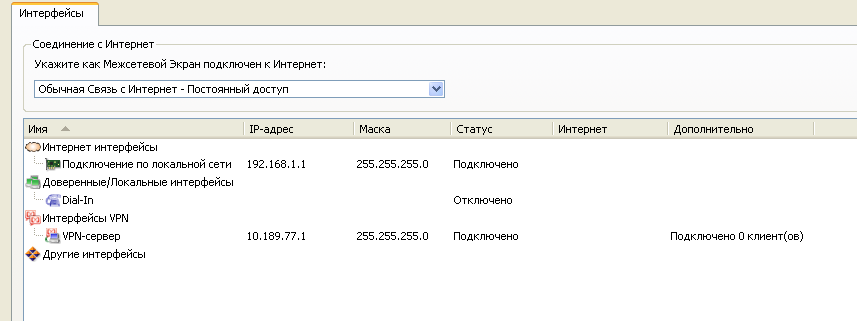 Интерфейсы
Соединение с Интернет
Укажите как Межсетевой Экран подключен к Интернет:
Обычная Связь с Интернет - Постоянный доступ
Имя IP-адрес Маска Статус Интернет Дополнительно
Интернет интерфейсы
Подключение по локальной сети 192.168.1.1 255.255.255.0 Подключено
Доверенные/Локальные интерфейсы
Dial-In Отключено
Интерфейсы VPN
VPN-сервер 10.189.77.1 255.255.255.0 Подключено Подключено 0 клиент(ов)
Другие интерфейсы